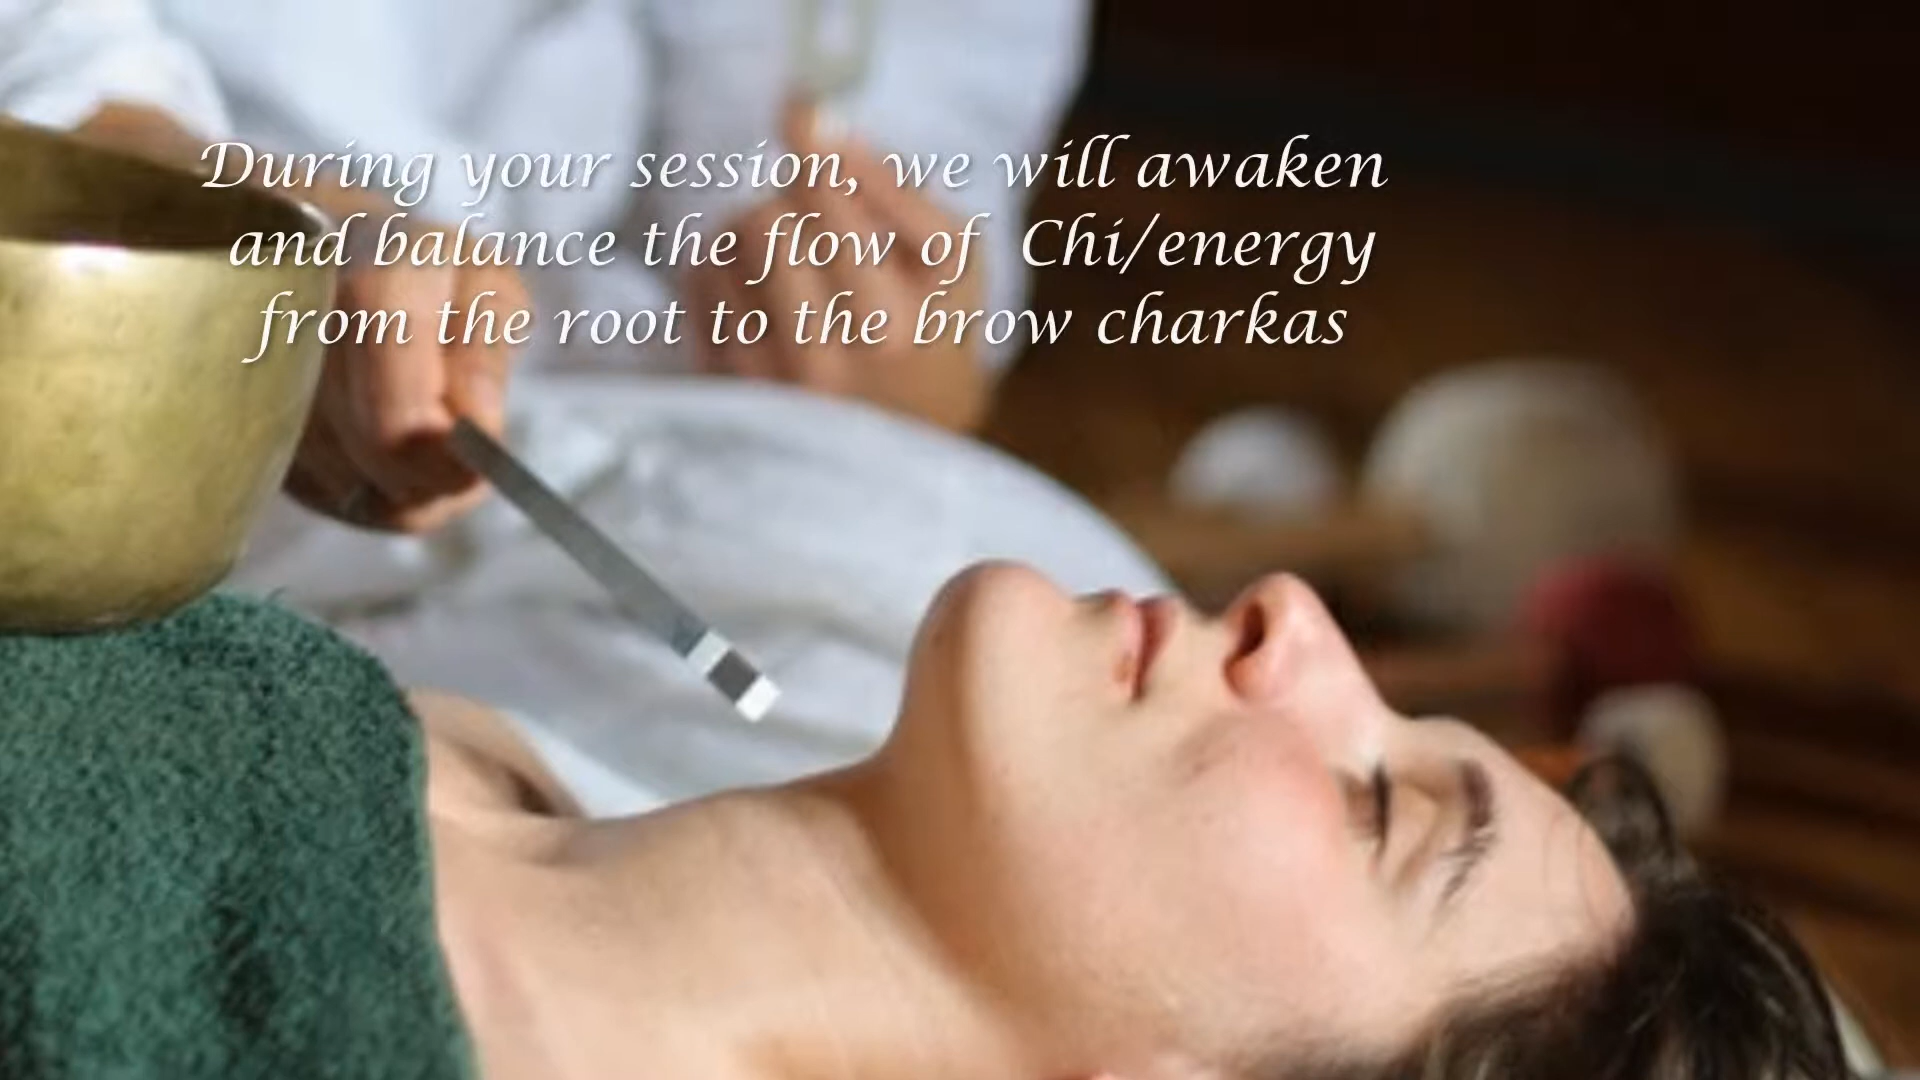 During your session, we will awaken
and balance the flow of Chi/energy
from the root to the brow charkas